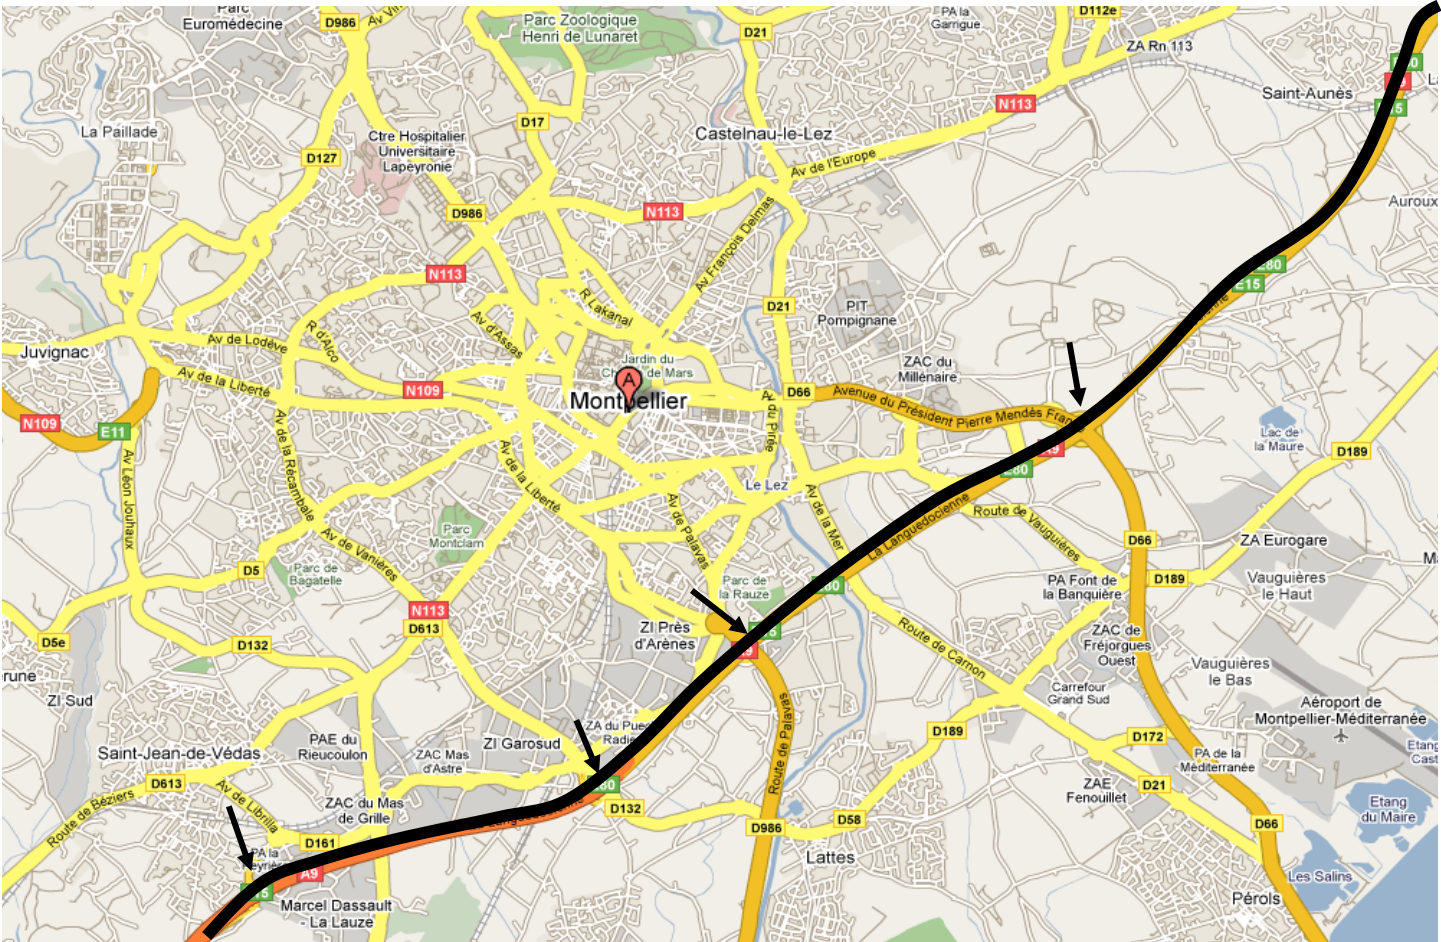 Parc
Euromédecine
D986
Parc Zoologique
Henri de Lunaret
D21
PA la
Garrigue
D112e
ZA Rn 113
Saint-Aunès
N113
La Paillade
D17
Castelnau-le-Lez
Ctre Hospitalier
Universitaire
Lapeyronie
D127
Av de l'Europe
D986
N113
Av François Delmas
Auroux
N113
E80
E15
R Lakanal
D21
PIT
Pompignane
Av d'Assas
R d'Alco
Av de Lodève
Juvignac
Jardin du
de Mars
ZAC du
Millénaire
Av de la Liberté
N109
A
Montpellier
D66
Avenue du Président Pierre Mendès
Av du Pirée
N109
E11
A9
E80
Lac de
la Maure
D189
Av Léon Jouhaux
Av de la Récambale
Av de la Liberté
Le Lez
Av de la Mer
Av de Palavas
La Languedocienne
Route de Vauguières
Parc
Montclam
Av de Vanières
D66
ZA Eurogare
D5
Parc de
Bagatelle
Parc de
la Rauze
E80
PA Font de
la Banquière
D189
Vauguières
le Haut
N113
D613
ZI Près
d'Arènes
Route de Carnon
ZAC de
Fréjorgues
Ouest
D5e
D132
Vauguières
le Bas
ZI Sud
Carrefour
Grand Sud
Aéroport de
Montpellier-Méditerranée
Route de Palavas
PAE du
Rieucoulon
ZAC Mas
d'Astre
ZI Garosud
ZA du
D189
D172
Saint-Jean-de-Védas
PA de la
Méditerranée
D613
Av de Librilla
Route de Béziers
ZAC du Mas
de Grille
E80
D132
D986
D58
ZAE
Fenouillet
D21
Etang
du Maire
D66
D161
PA la
A9
Lattes
Les Salins
Pérols
Marcel Dassault
- La Lauze